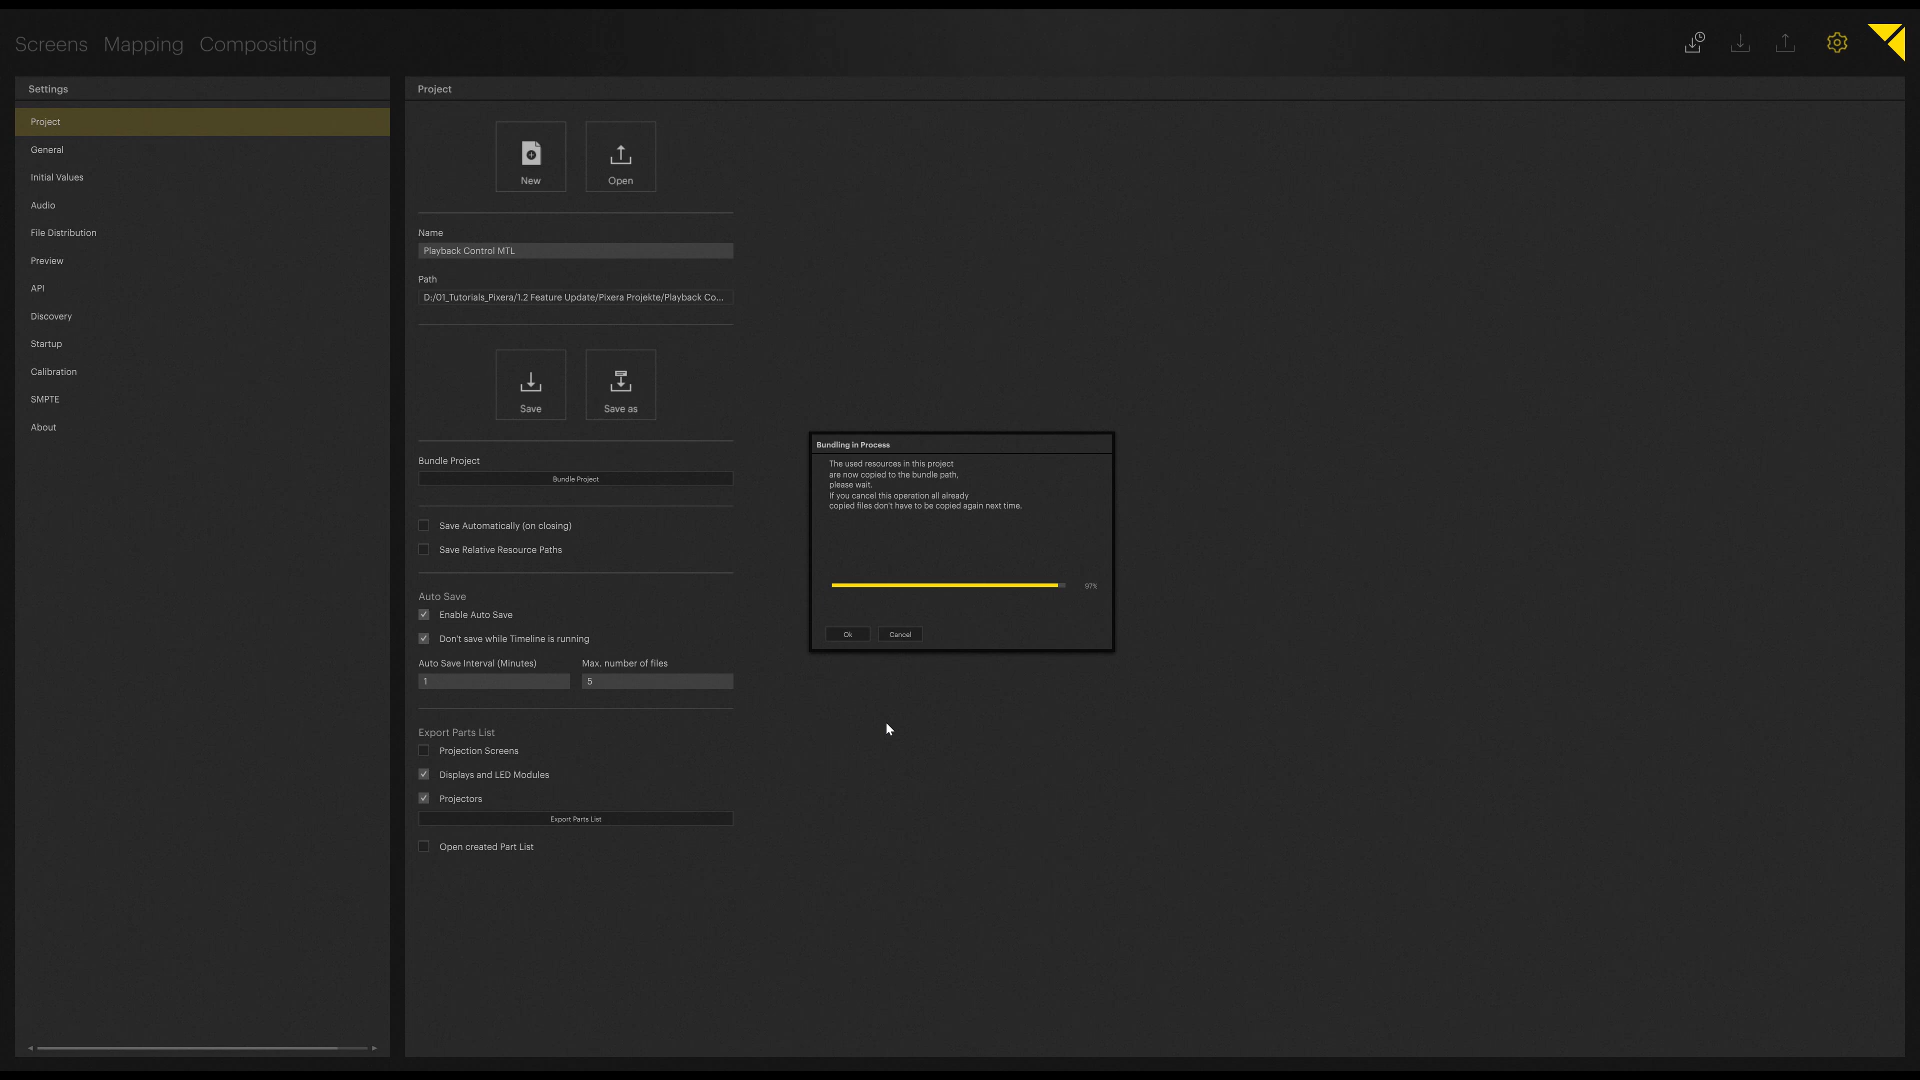 Screens Mapping Compositing
Settings
Project
General
Initial Values
Audio
File Distribution
Preview
API
Discovery
Startup
Calibration
SMPTE
About
Project
New Open
Name
Playback Control MTL
Path
D:/01_Tutorials_Pixera/1.2 Feature Update/Pixera Projekte/Playback Co...
Save Save as
Bundle Project
Bundle Project
Save Automatically (on closing)
Save Relative Resource Paths
Auto Save
Enable Auto Save
Don't save while Timeline is running
Auto Save Interval (Minutes) Max. number of files
1 5
Export Parts List
Projection Screens
Displays and LED Modules
Projectors
Export Parts List
Open created Part List
Bundling in Process
The used resources in this project
are now copied to the bundle path,
please wait.
If you cancel this operation all already
copied files don't have to be copied again next time.
97%
Ok Cancel